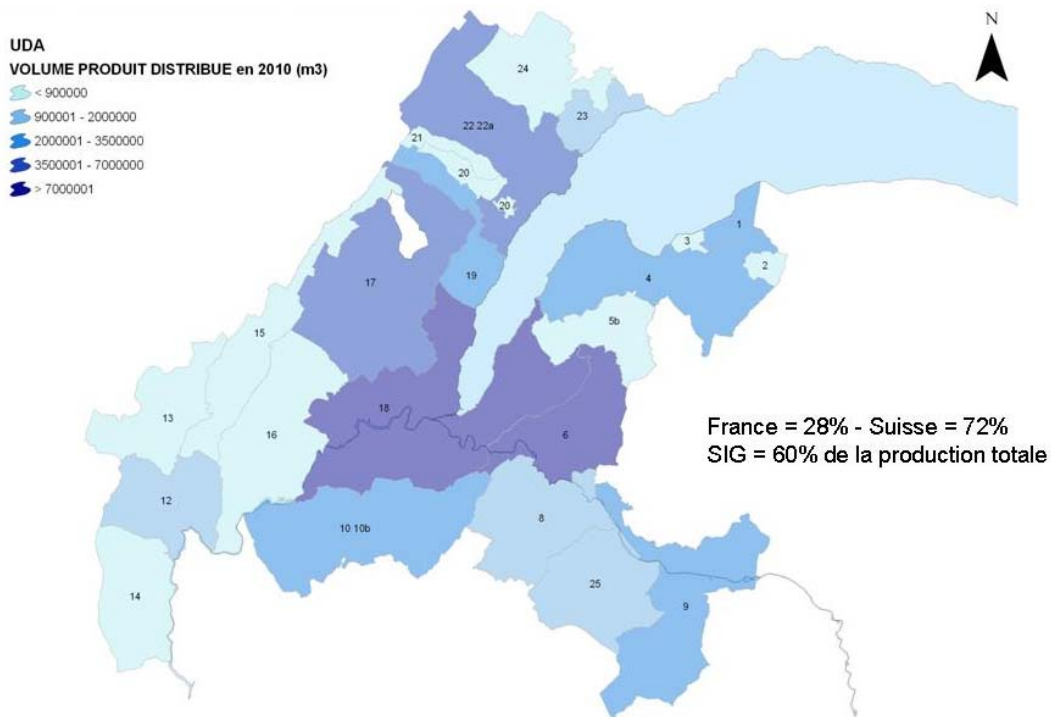 UDA
VOLUME PRODUIT DISTRIBUE en 2010 (m3)
< 900000
900001 - 2000000
2000001 - 3500000
3500001 - 7000000
> 7000001
N
24
23
22 22a
21
20
20
1
3
2
4
19
17
5b
15
13
18
16
6
France = 28% - Suisse = 72%
SIG = 60% de la production totale
12
8
10 10b
14
25
9